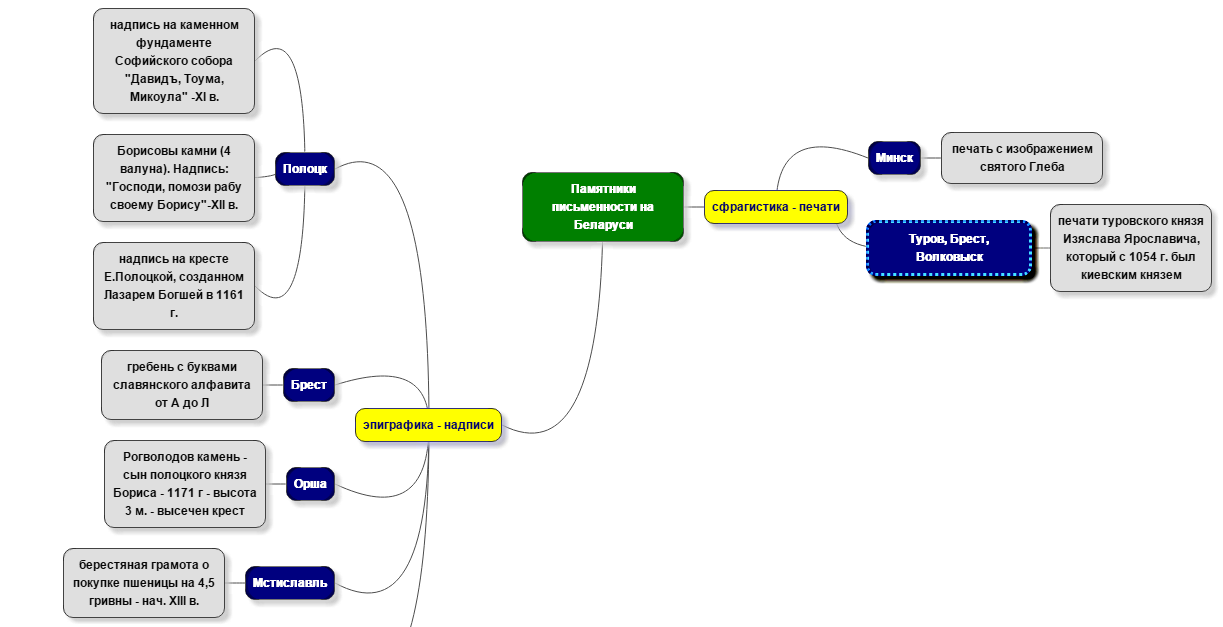 Памятники
письменности на
Беларуси
эпиграфика - надписи
Полоцк
надпись на каменном
фундаменте
Софийского собора
"Давидъ, Тоума,
Микоула" -XI в.
Борисовы камни (4
валуна). Надпись:
"Господи, помози рабу
своему Борису"-XII в.
надпись на кресте
Е.Полоцкой, созданном
Лазарем Богшей в 1161
г.
Брест
гребень с буквами
славянского алфавита
от А до Л
Орша
Рогволодов камень -
сын полоцкого князя
Бориса - 1171 г - высота
3 м. - высечен крест
Мстиславль
берестяная грамота о
покупке пшеницы на 4,5
гривны - нач. XIII в.
сфрагистика - печати
Минск
печать с изображением
святого Глеба
Туров, Брест,
Волковыск
печати туровского князя
Изяслава Ярославича,
который с 1054 г. был
киевским князем